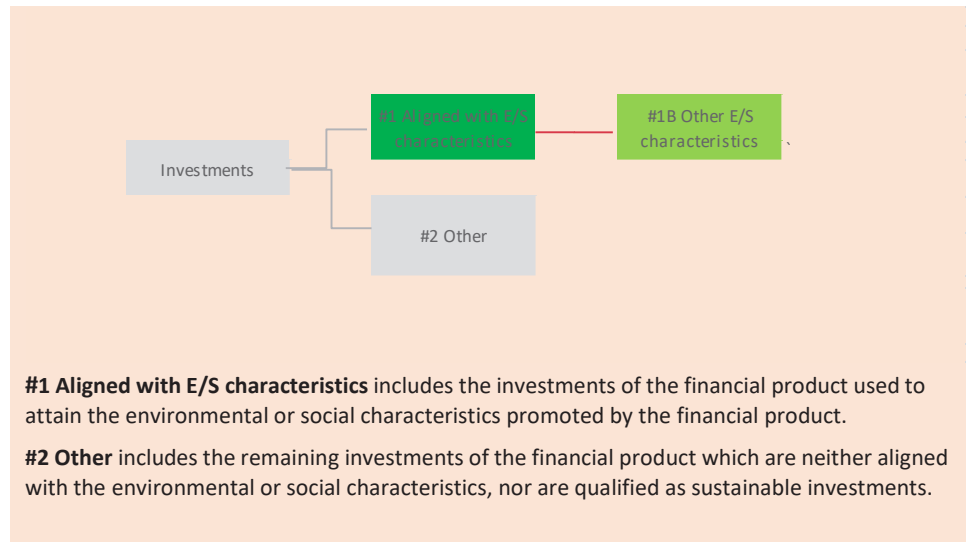 #1 Aligned with E/S
characteristics
#1B Other E/S
characteristics
Investments
#2 Other
#1 Aligned with E/S characteristics includes the investments of the financial product used to
attain the environmental or social characteristics promoted by the financial product.
#2 Other includes the remaining investments of the financial product which are neither aligned
with the environmental or social characteristics, nor are qualified as sustainable investments.